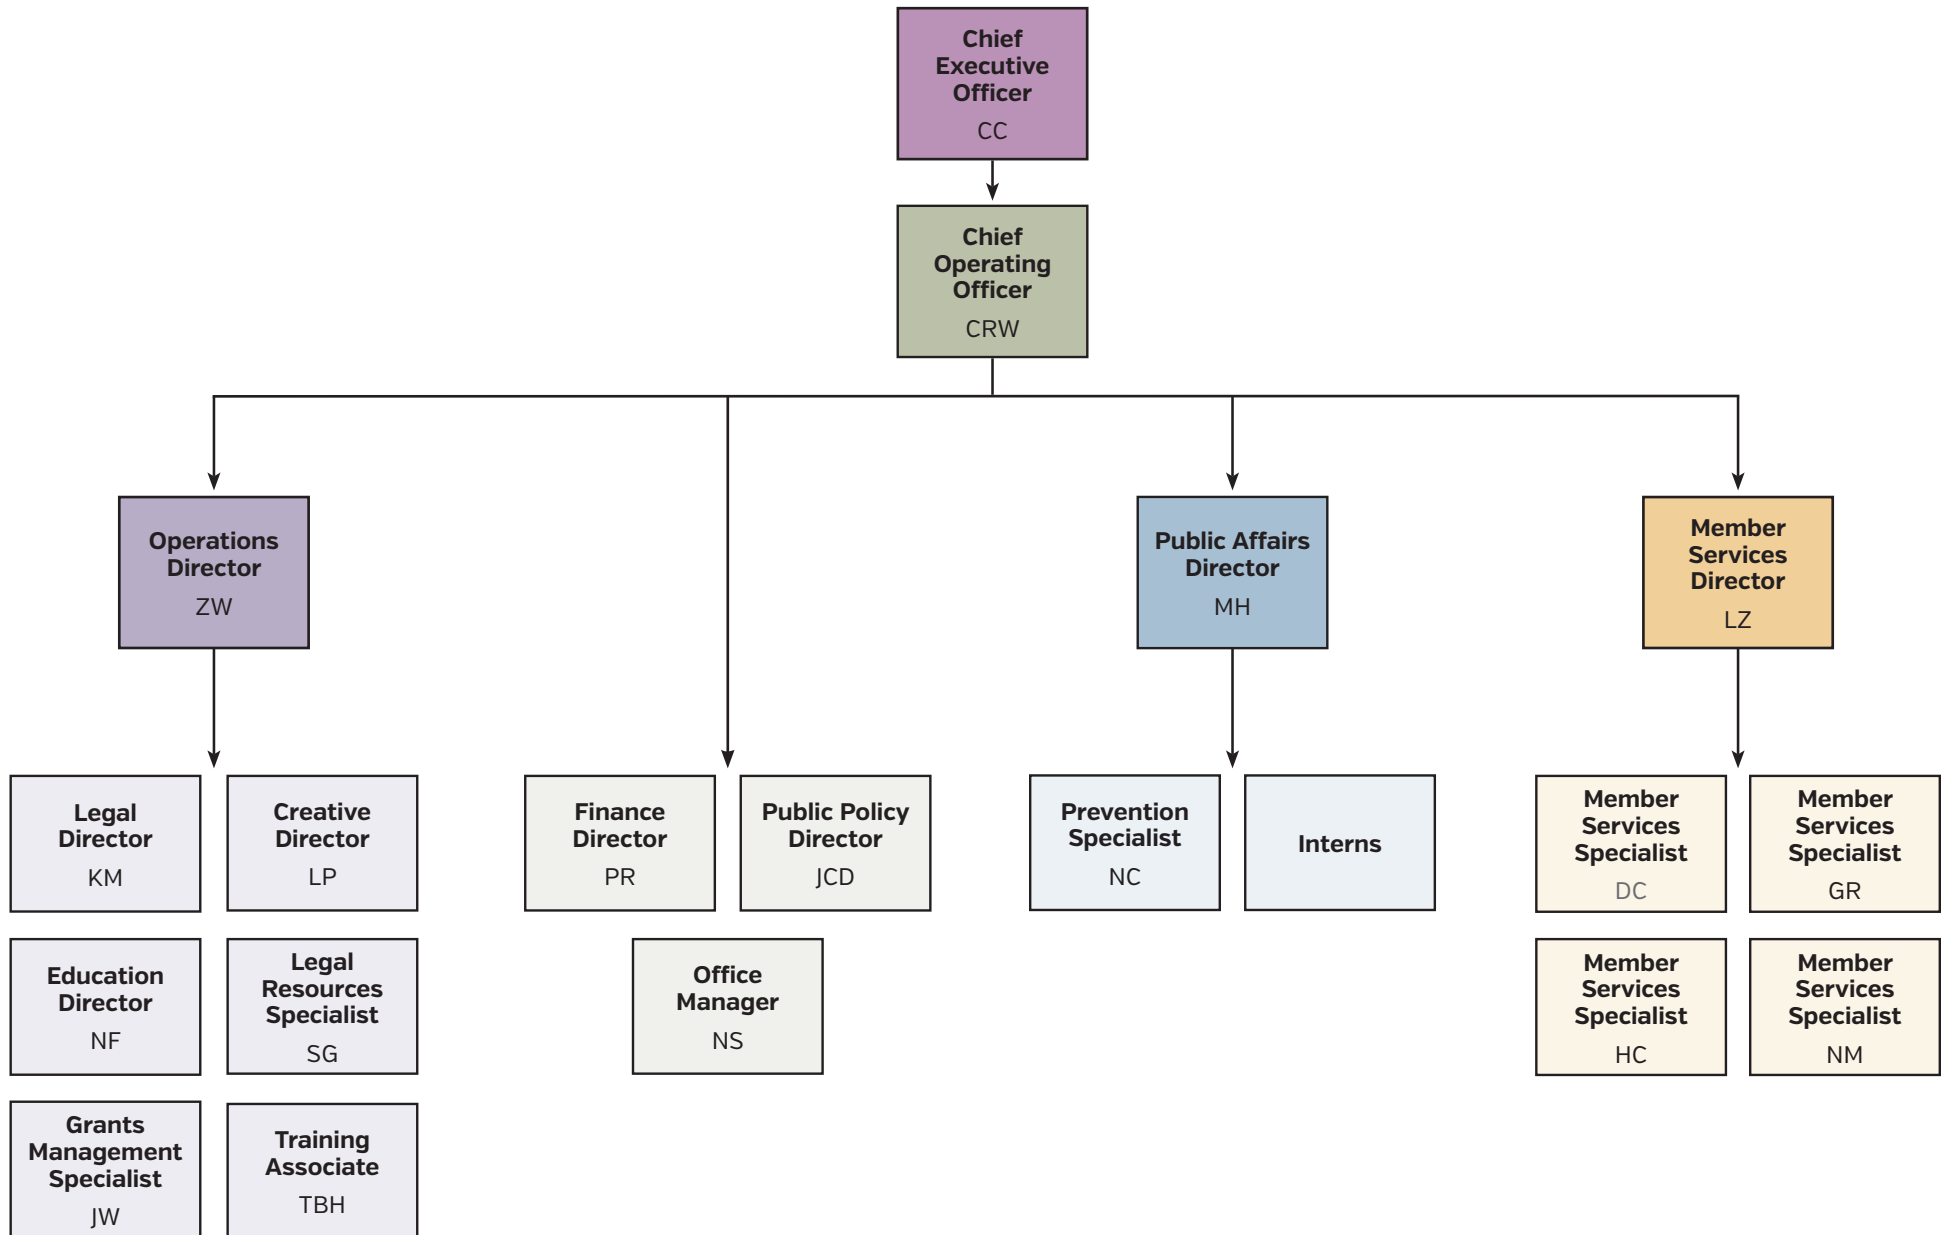 Chief
Executive
Officer
CC
Chief
Operating
Officer
CRW
Operations
Director
ZW
Public Affairs
Director
MH
Member
Services
Director
LZ
Legal
Director
KM
Creative
Director
LP
Finance
Director
PR
Public Policy
Director
JCD
Prevention
Specialist
NC
Interns
Member
Services
Specialist
DC
Member
Services
Specialist
GR
Education
Director
NF
Legal
Resources
Specialist
SG
Office
Manager
NS
Member
Services
Specialist
HC
Member
Services
Specialist
NM
Grants
Management
Specialist
JW
Training
Associate
TBH